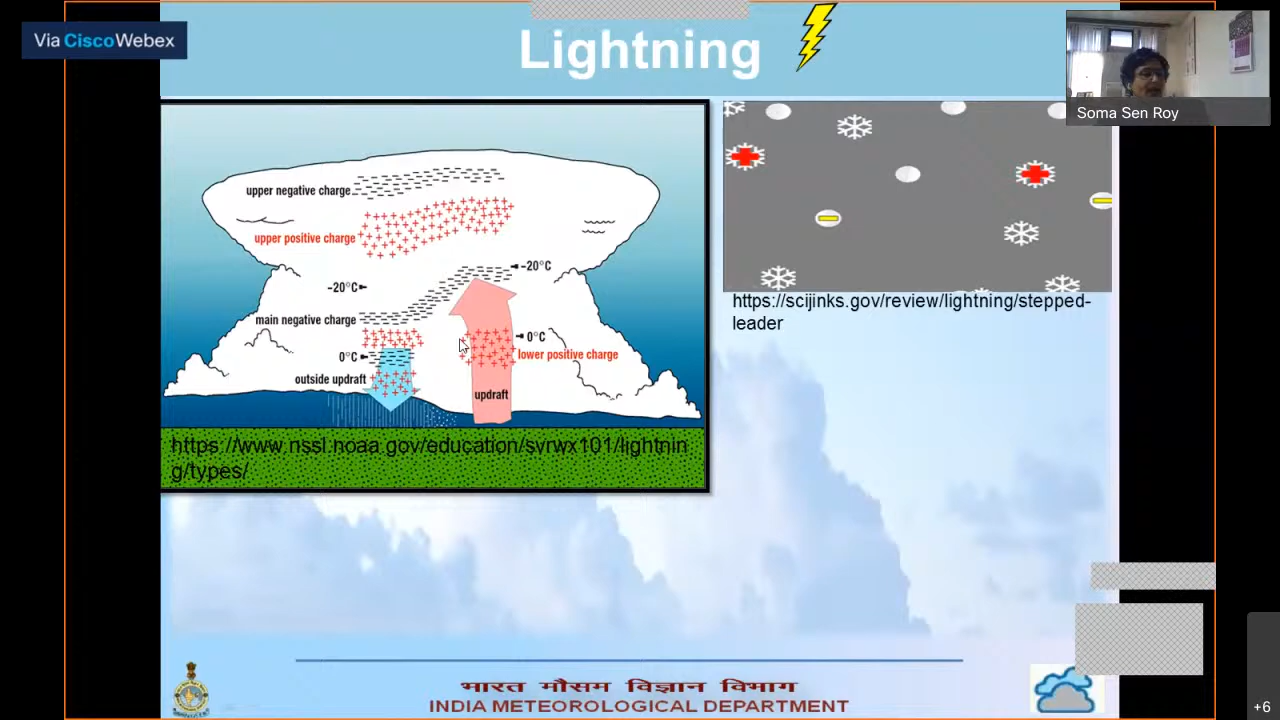 Via Cisco Webex
Lightning
Soma Sen Roy
upper negative charge
upper positive charge
-20°C
-20°C
main negative charge
0°C
0°C
lower positive charge
outside updraft
updraft
https://www.nssl.noaa.gov/education/svrwx101/lightnin
g/types/
https://scijinks.gov/review/lightning/stepped-
leader
भारत मौसम विज्ञान विभाग
INDIA METEOROLOGICAL DEPARTMENT
+6